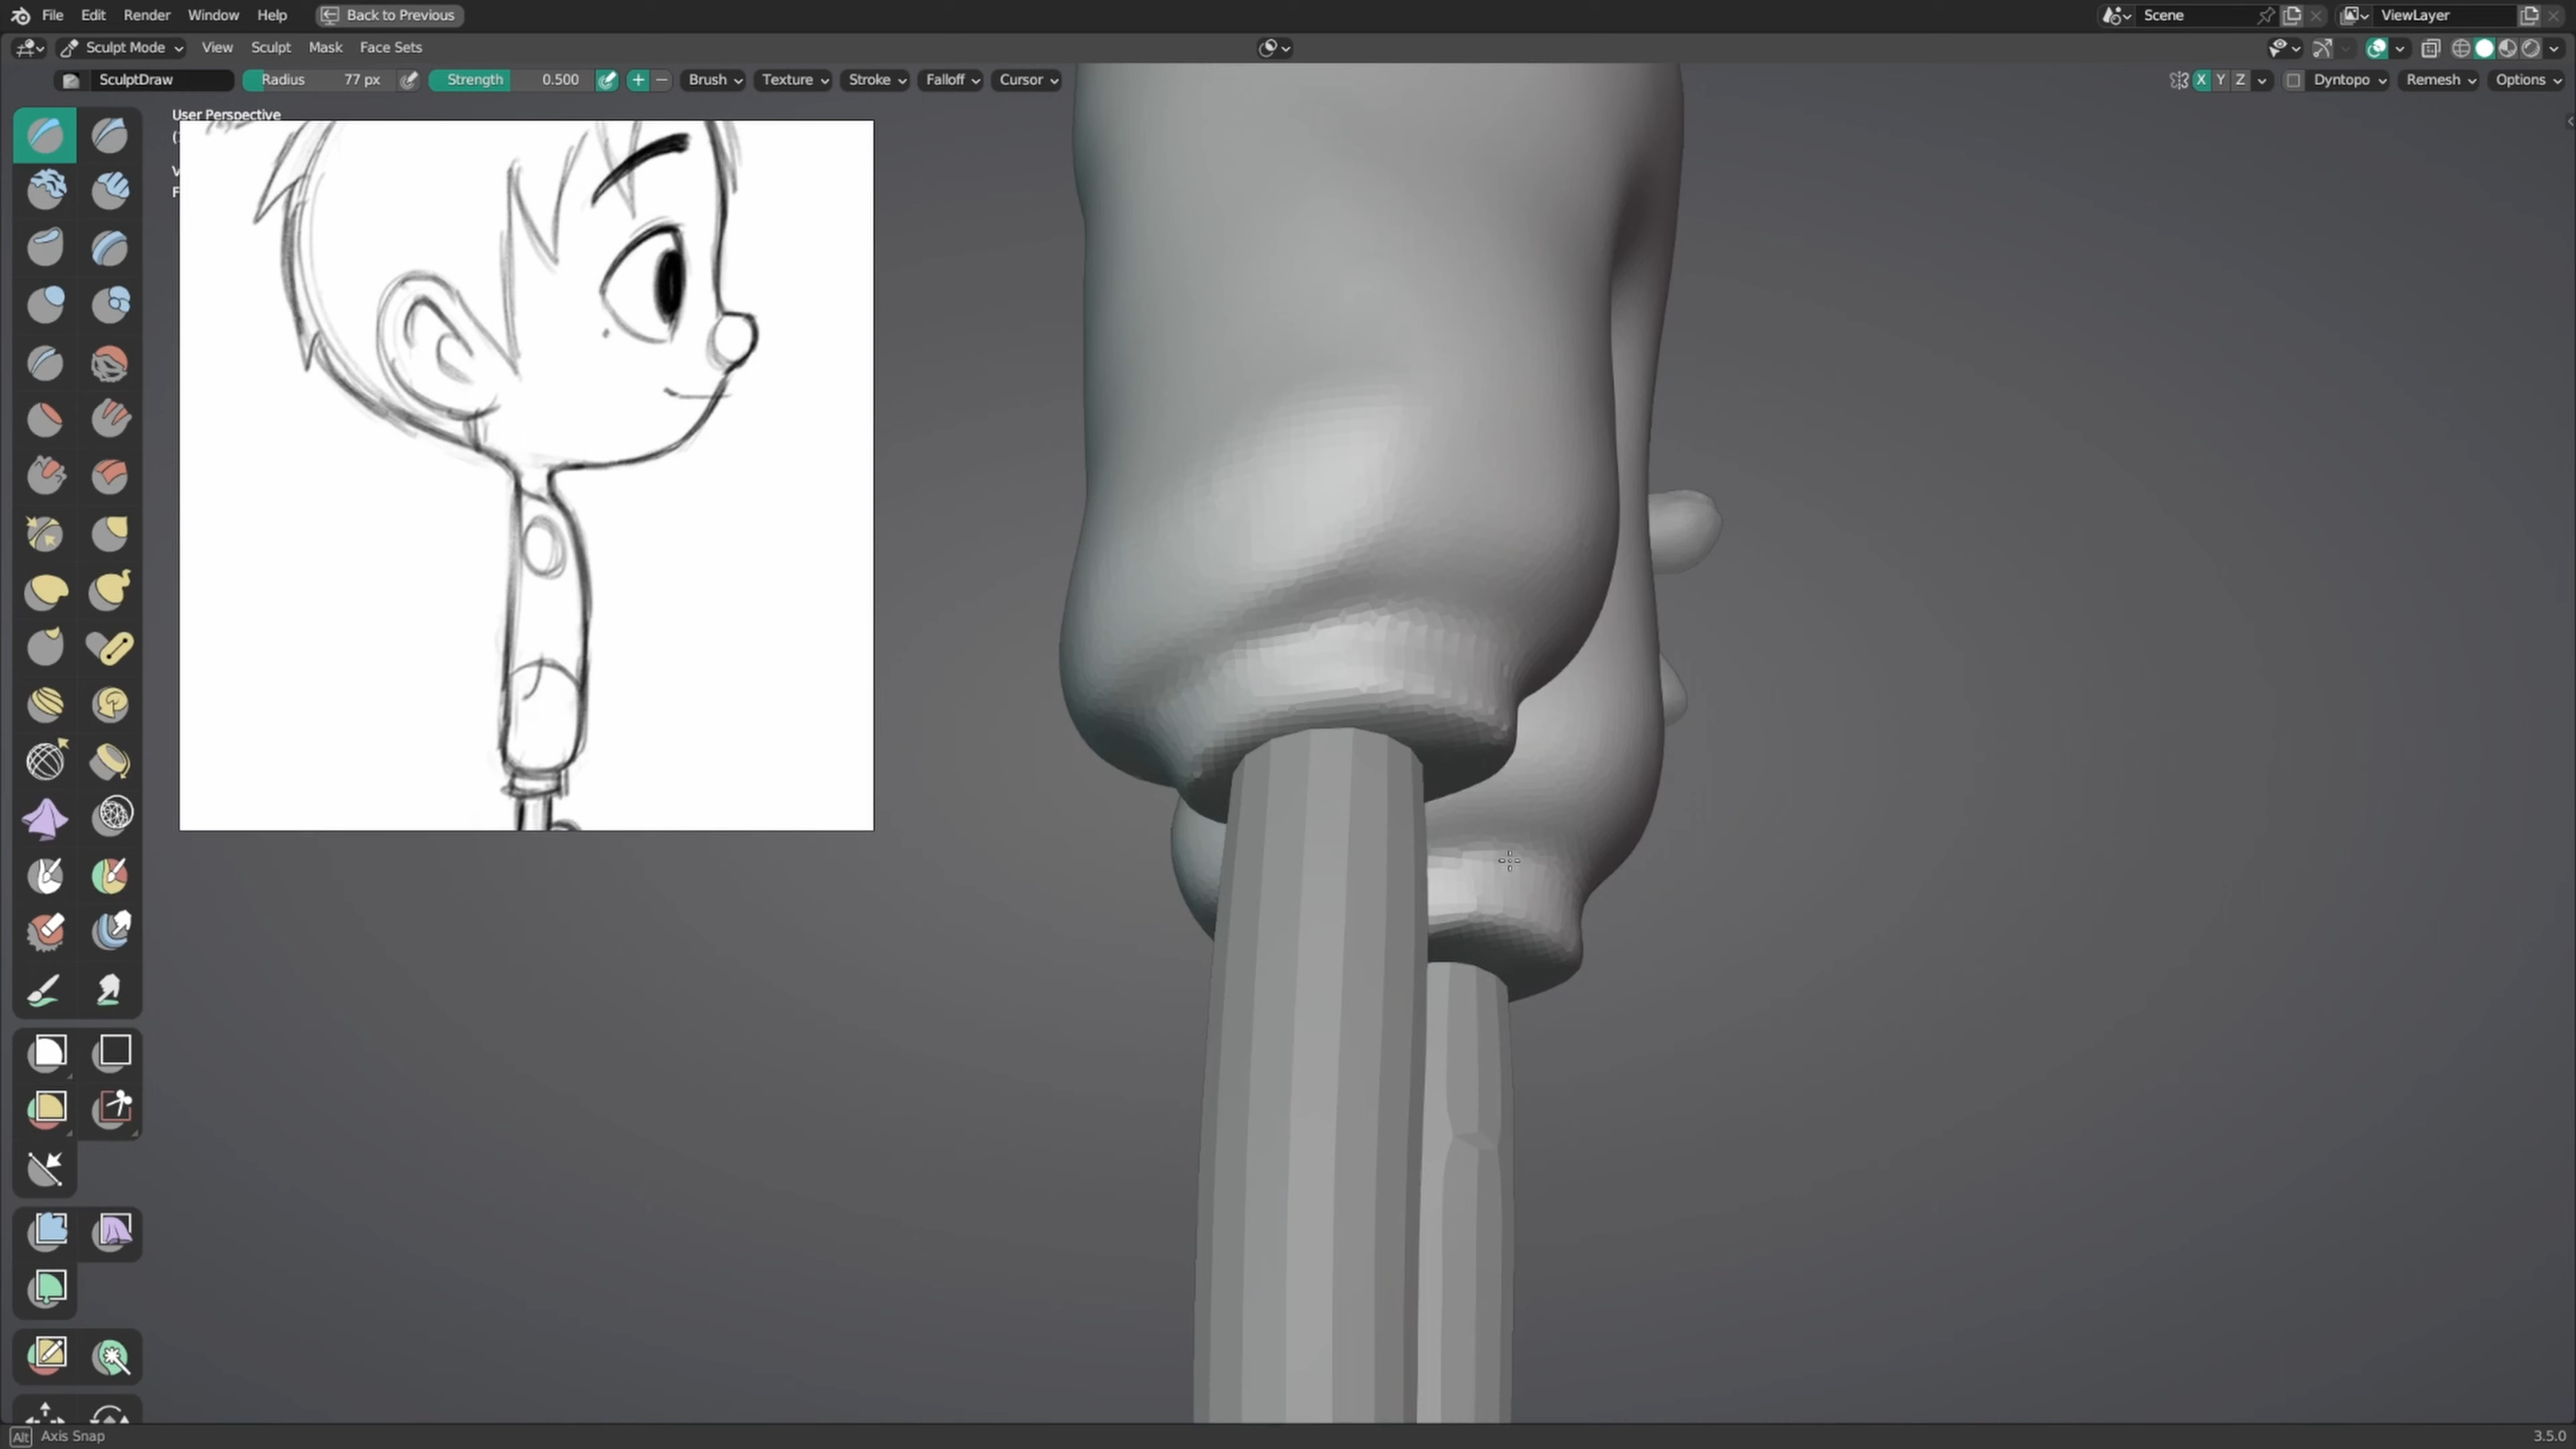 File Edit Render Window Help Back to Previous Scene ViewLayer
Sculpt Mode View Sculpt Mask Face Sets
SculptDraw Radius 77 px Strength 0.500 Brush Texture Stroke Falloff Cursor X Y Z Dyntopo Remesh Options
User Perspective
(
V
F
Alt Axis Snap 3.5.0